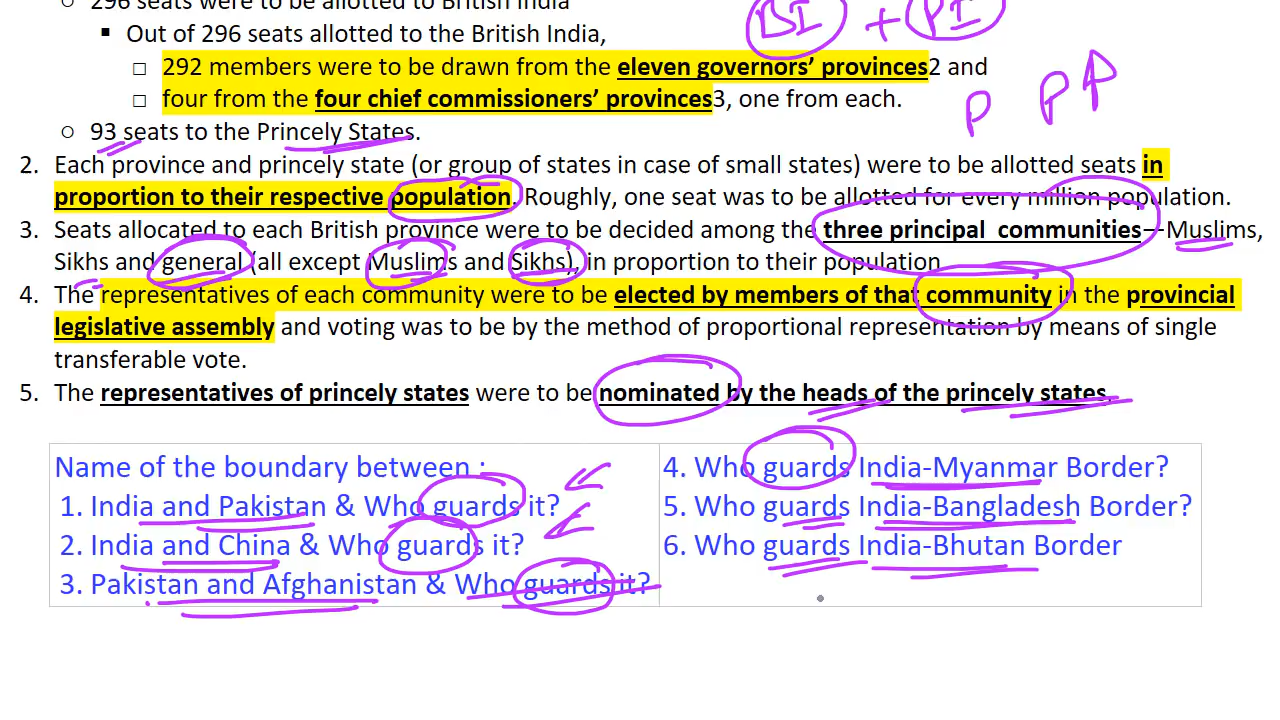 ○ 296 seats were to be allotted to British India
▪ Out of 296 seats allotted to the British India,
□ 292 members were to be drawn from the eleven governors' provinces2 and
□ four from the four chief commissioners' provinces3, one from each.
○ 93 seats to the Princely States.
BI + PI
P P P
2. Each province and princely state (or group of states in case of small states) were to be allotted seats in
proportion to their respective population. Roughly, one seat was to be allotted for every million population.
3. Seats allocated to each British province were to be decided among the three principal communities—Muslims,
Sikhs and general (all except Muslims and Sikhs), in proportion to their population
4. The representatives of each community were to be elected by members of that community in the provincial
legislative assembly and voting was to be by the method of proportional representation by means of single
transferable vote.
5. The representatives of princely states were to be nominated by the heads of the princely states.
Name of the boundary between :
1. India and Pakistan & Who guards it?
2. India and China & Who guards it?
3. Pakistan and Afghanistan & Who guards it?
4. Who guards India-Myanmar Border?
5. Who guards India-Bangladesh Border?
6. Who guards India-Bhutan Border